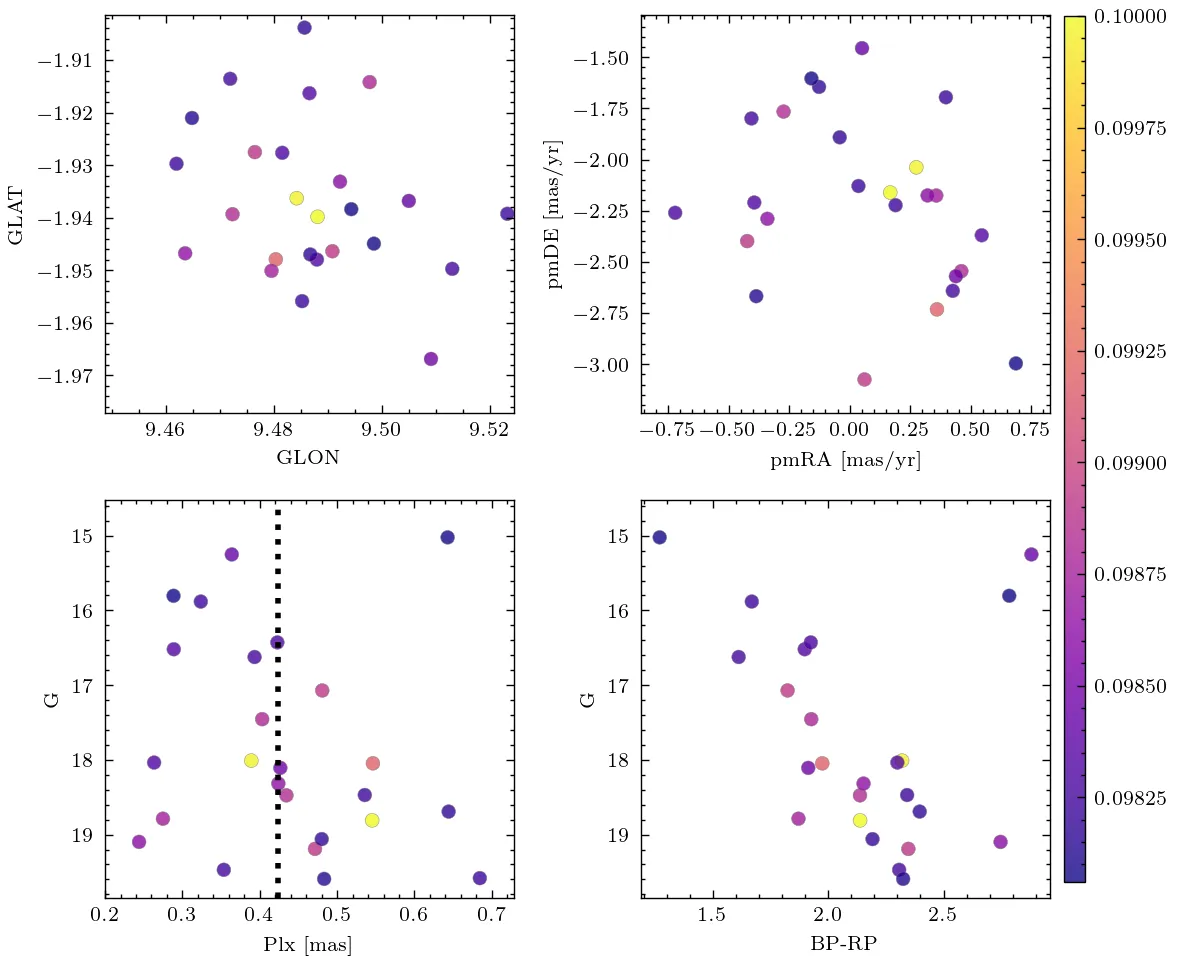 −1.91
−1.92
−1.93
−1.94
−1.95
−1.96
−1.97
GLAT
9.46 9.48 9.50 9.52
GLON
−1.50
−1.75
−2.00
−2.25
−2.50
−2.75
−3.00
pmDE [mas/yr]
−0.75 −0.50 −0.25 0.00 0.25 0.50 0.75
pmRA [mas/yr]
0.10000
0.09975
0.09950
0.09925
0.09900
0.09875
0.09850
0.09825
15
16
17
18
19
G
0.2 0.3 0.4 0.5 0.6 0.7
Plx [mas]
15
16
17
18
19
G
1.5 2.0 2.5
BP-RP